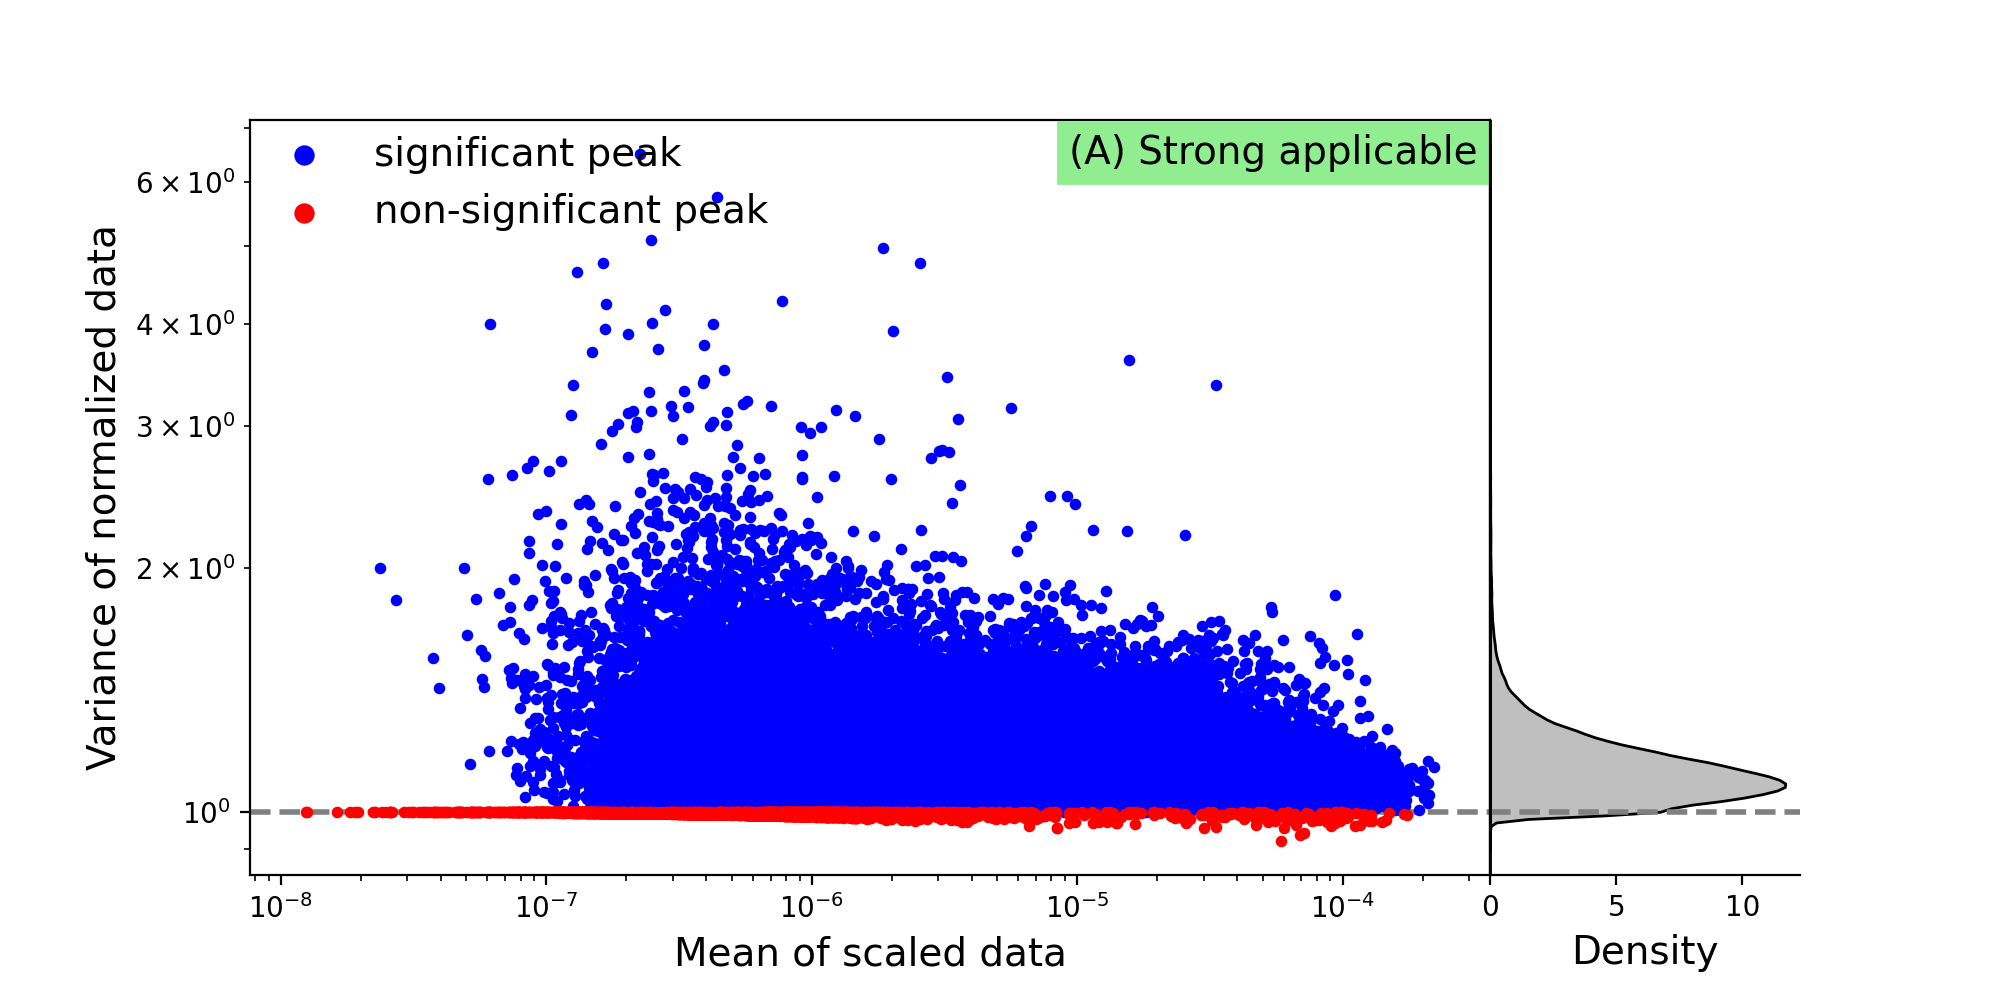 significant peak
non-significant peak
(A) Strong applicable
Variance of normalized data
6 × 10⁰
4 × 10⁰
3 × 10⁰
2 × 10⁰
10⁰
10⁻⁸ 10⁻⁷ 10⁻⁶ 10⁻⁵ 10⁻⁴ 0 5 10
Mean of scaled data
Density